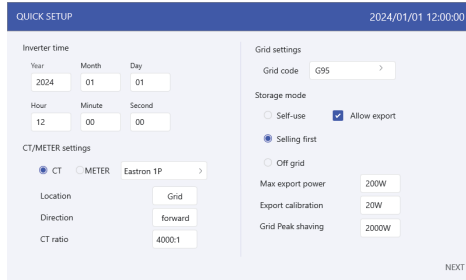 QUICK SETUP
2024/01/01 12:00:00
Inverter time
Year Month Day
2024 01 01
Hour Minute Second
12 00 00
CT/METER settings
CT METER Eastron 1P >
Location Grid
Direction forward
CT ratio 4000:1
Grid settings
Grid code G95 >
Storage mode
Self-use Allow export
Selling first
Off grid
Max export power 200W
Export calibration 20W
Grid Peak shaving 2000W
NEXT